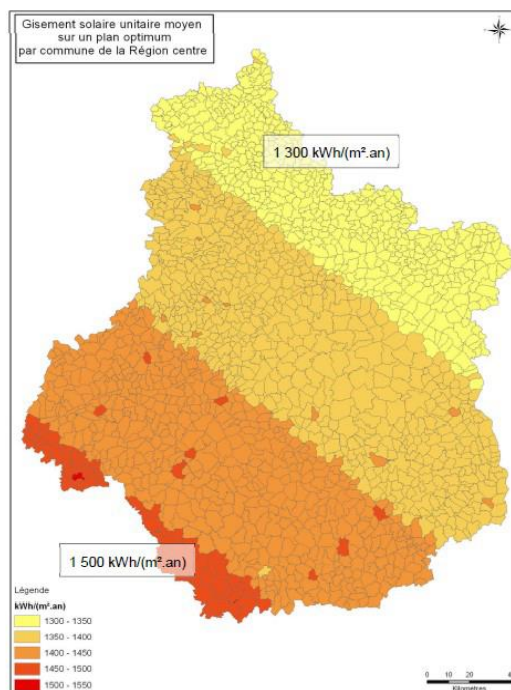 Gisement solaire unitaire moyen
sur un plan optimum
par commune de la Région centre
1 300 kWh/(m².an)
1 500 kWh/(m².an)
Légende
kWh/(m².an)
1300 - 1350
1350 - 1400
1400 - 1450
1450 - 1500
1500 - 1550
0 10 20
Kilomètres